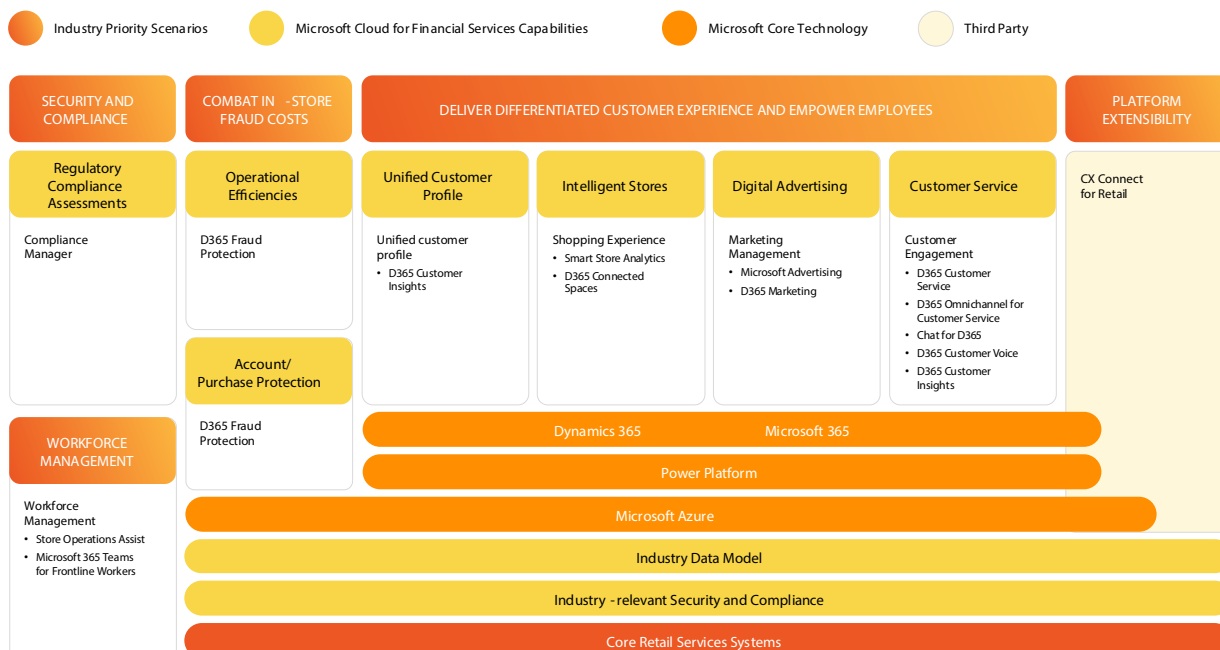 Industry Priority Scenarios
Microsoft Cloud for Financial Services Capabilities
Microsoft Core Technology
Third Party
SECURITY AND
COMPLIANCE
COMBAT IN -STORE
FRAUD COSTS
DELIVER DIFFERENTIATED CUSTOMER EXPERIENCE AND EMPOWER EMPLOYEES
PLATFORM
EXTENSIBILITY
Regulatory
Compliance
Assessments
Compliance
Manager
WORKFORCE
MANAGEMENT
Workforce
Management
• Store Operations Assist
• Microsoft 365 Teams
for Frontline Workers
Operational
Efficiencies
D365 Fraud
Protection
Account/
Purchase Protection
D365 Fraud
Protection
Unified Customer
Profile
Unified customer
profile
• D365 Customer
Insights
Intelligent Stores
Shopping Experience
• Smart Store Analytics
• D365 Connected
Spaces
Digital Advertising
Marketing
Management
• Microsoft Advertising
• D365 Marketing
Customer Service
Customer
Engagement
• D365 Customer
Service
• D365 Omnichannel for
Customer Service
• Chat for D365
• D365 Customer Voice
• D365 Customer
Insights
CX Connect
for Retail
Dynamics 365
Microsoft 365
Power Platform
Microsoft Azure
Industry Data Model
Industry -relevant Security and Compliance
Core Retail Services Systems